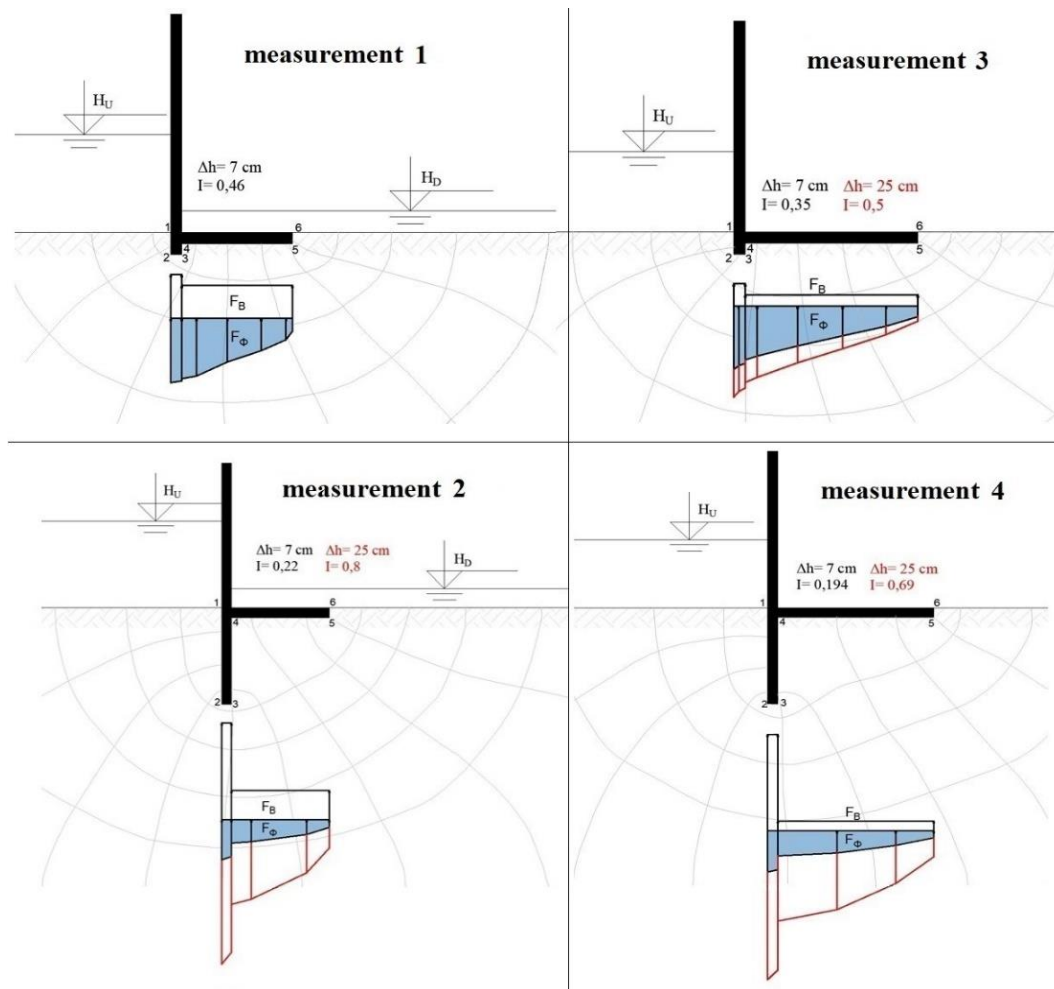 measurement 1
H_U
Δh= 7 cm
I= 0,46
H_D
1
6
2
4
3
5
F_B
F_Φ
measurement 3
H_U
Δh= 7 cm Δh= 25 cm
I= 0,35 I= 0,5
1
6
2
4
3
5
F_B
F_Φ
measurement 2
H_U
Δh= 7 cm Δh= 25 cm
I= 0,22 I= 0,8
H_D
1
6
4
5
2 3
F_B
F_Φ
measurement 4
H_U
Δh= 7 cm Δh= 25 cm
I= 0,194 I= 0,69
1
6
4
5
2 3
F_B
F_Φ